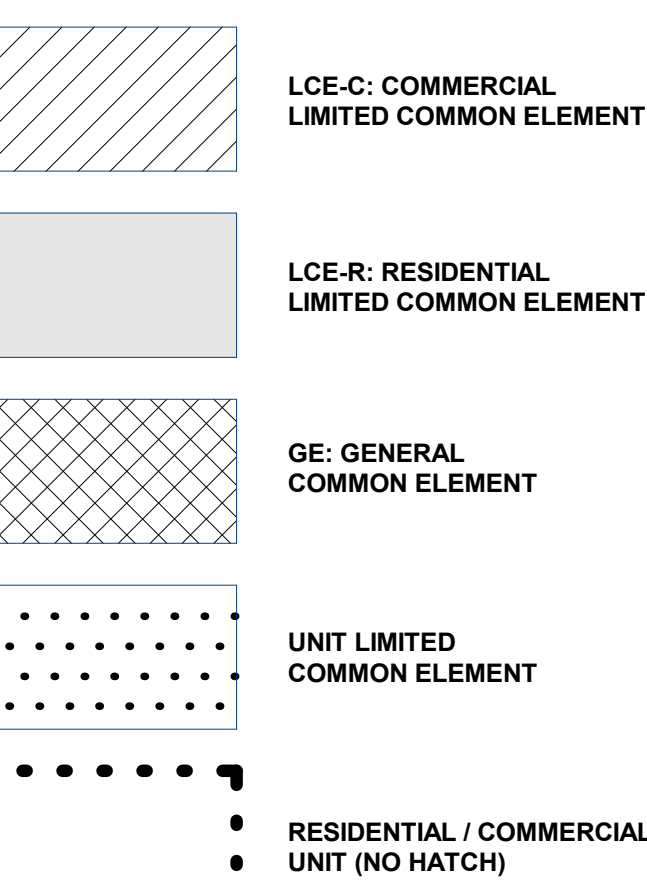 LCE-C: COMMERCIAL
LIMITED COMMON ELEMENT
LCE-R: RESIDENTIAL
LIMITED COMMON ELEMENT
GE: GENERAL
COMMON ELEMENT
UNIT LIMITED
COMMON ELEMENT
RESIDENTIAL / COMMERCIAL
UNIT (NO HATCH)